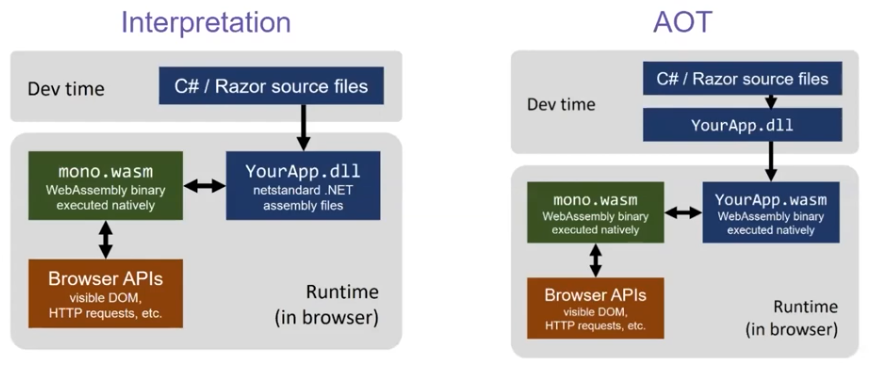 Interpretation
Dev time
C# / Razor source files
mono.wasm
WebAssembly binary
executed natively
YourApp.dll
netstandard .NET
assembly files
Browser APIs
visible DOM,
HTTP requests, etc.
Runtime
(in browser)
AOT
Dev time
C# / Razor source files
YourApp.dll
mono.wasm
WebAssembly binary
executed natively
YourApp.wasm
WebAssembly binary
executed natively
Browser APIs
visible DOM,
HTTP requests, etc.
Runtime
(in browser)